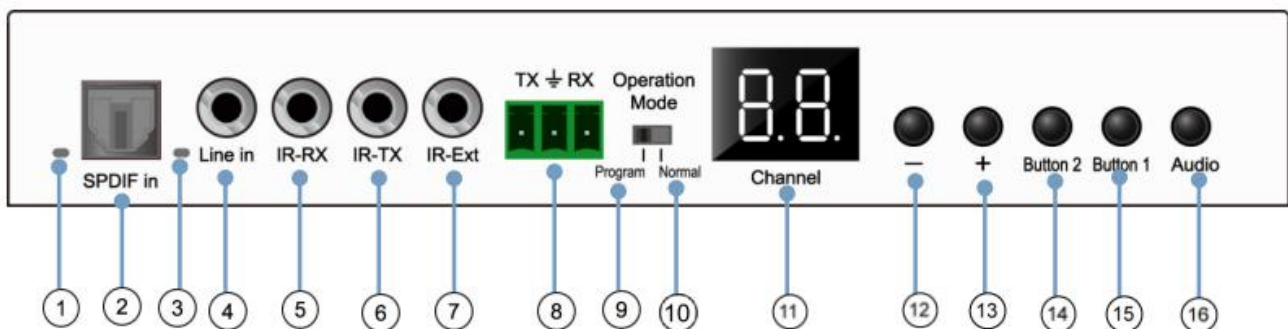 TX ⏚ RX
Operation
Mode
88.
SPDIF in
Line in
IR-RX
IR-TX
IR-Ext
Program
Normal
Channel
–
+
Button 2
Button 1
Audio
1
2
3
4
5
6
7
8
9
10
11
12
13
14
15
16